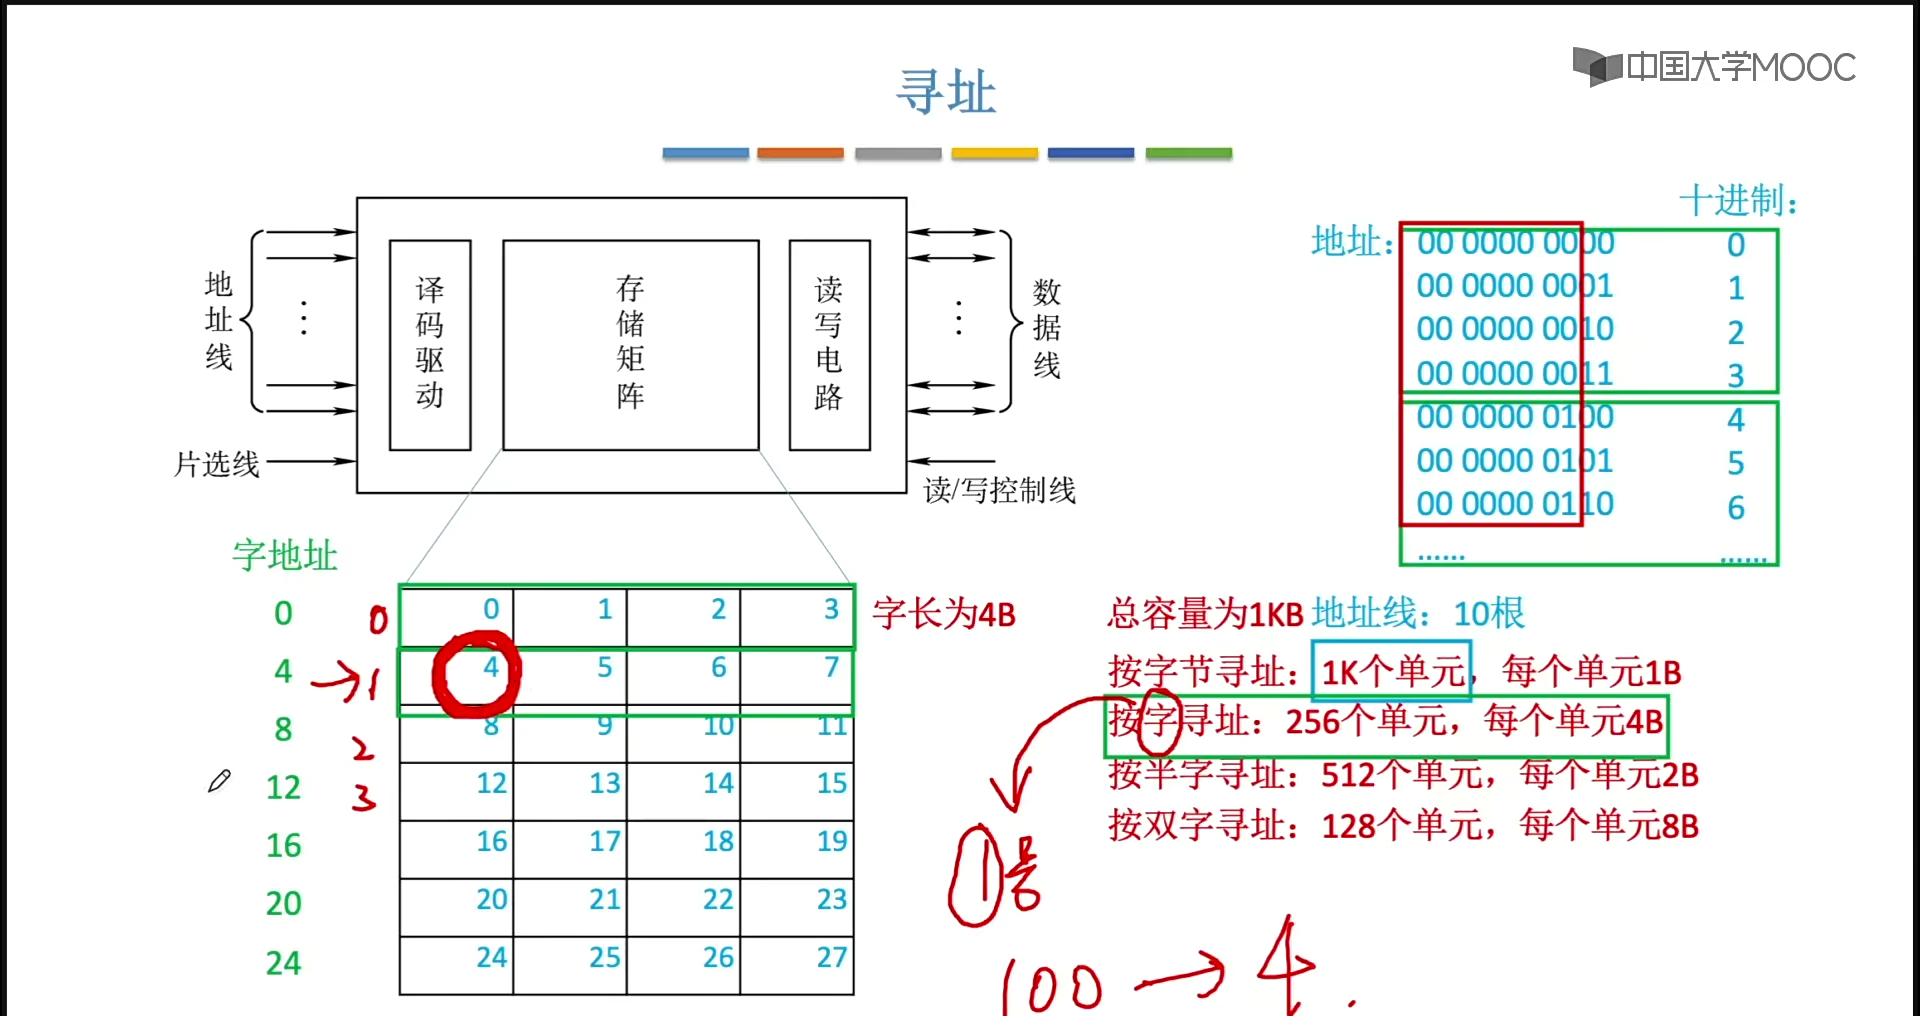 中国大学MOOC
寻址
十进制：
地址：
00 0000 0000 0
00 0000 0001 1
00 0000 0010 2
00 0000 0011 3
00 0000 0100 4
00 0000 0101 5
00 0000 0110 6
…… ……
地址线
译码驱动
存储矩阵
读写电路
数据线
片选线
读/写控制线
字地址
0 0 0 1 2 3 字长为4B
4 1 4 5 6 7
8 2 8 9 10 11
12 3 12 13 14 15
16 16 17 18 19
20 20 21 22 23
24 24 25 26 27
总容量为1KB 地址线：10根
按字节寻址：1K个单元，每个单元1B
按字寻址：256个单元，每个单元4B
按半字寻址：512个单元，每个单元2B
按双字寻址：128个单元，每个单元8B
1号
100 → 4.